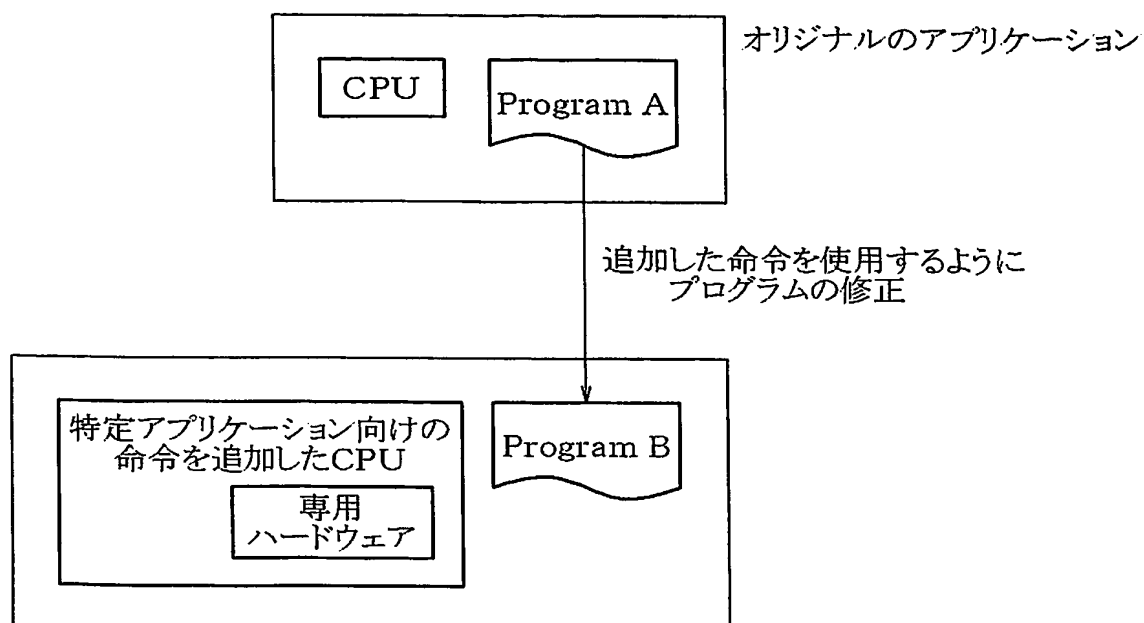 オリジナルのアプリケーション
CPU
Program A
追加した命令を使用するように
プログラムの修正
特定アプリケーション向けの
命令を追加したCPU
専用
ハードウェア
Program B